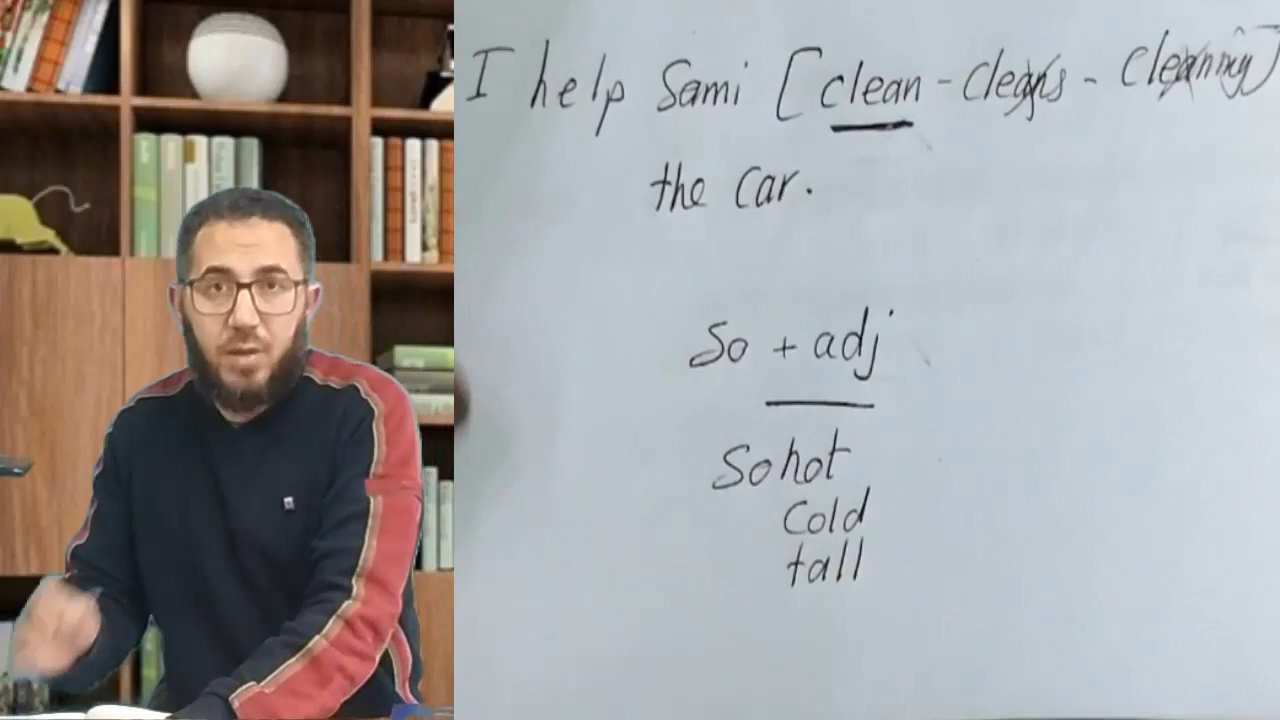 I help Sami [clean - cleans - cleaning]
the car.
So + adj
So hot
cold
tall